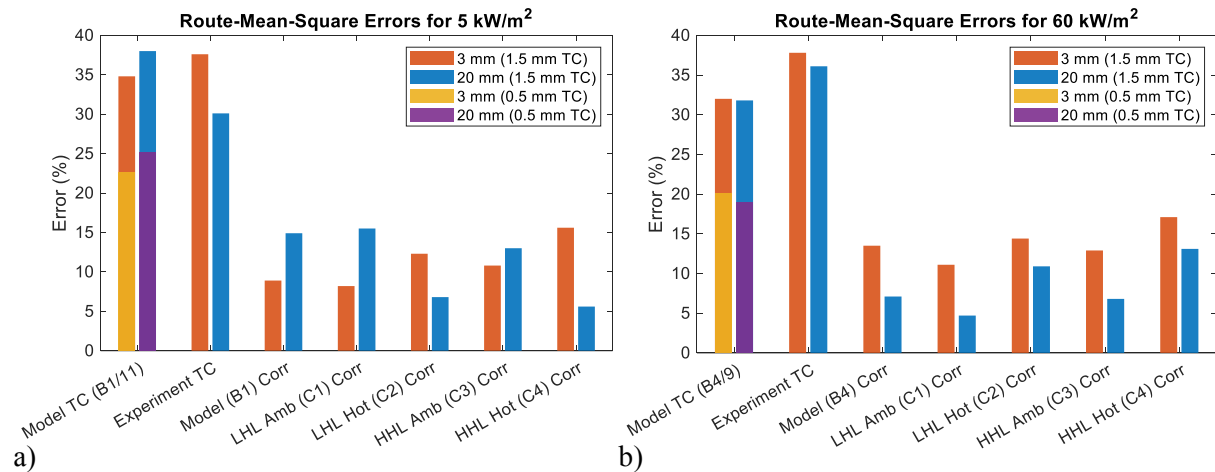 Route-Mean-Square Errors for 5 kW/m²
40
35
30
25
20
15
10
5
0
Error (%)
3 mm (1.5 mm TC)
20 mm (1.5 mm TC)
3 mm (0.5 mm TC)
20 mm (0.5 mm TC)
Model TC (B1/11)
Experiment TC
Model (B1) Corr
LHL Amb (C1) Corr
LHL Hot (C2) Corr
HHL Amb (C3) Corr
HHL Hot (C4) Corr
a)
Route-Mean-Square Errors for 60 kW/m²
40
35
30
25
20
15
10
5
0
Error (%)
3 mm (1.5 mm TC)
20 mm (1.5 mm TC)
3 mm (0.5 mm TC)
20 mm (0.5 mm TC)
Model TC (B4/9)
Experiment TC
Model (B4) Corr
LHL Amb (C1) Corr
LHL Hot (C2) Corr
HHL Amb (C3) Corr
HHL Hot (C4) Corr
b)